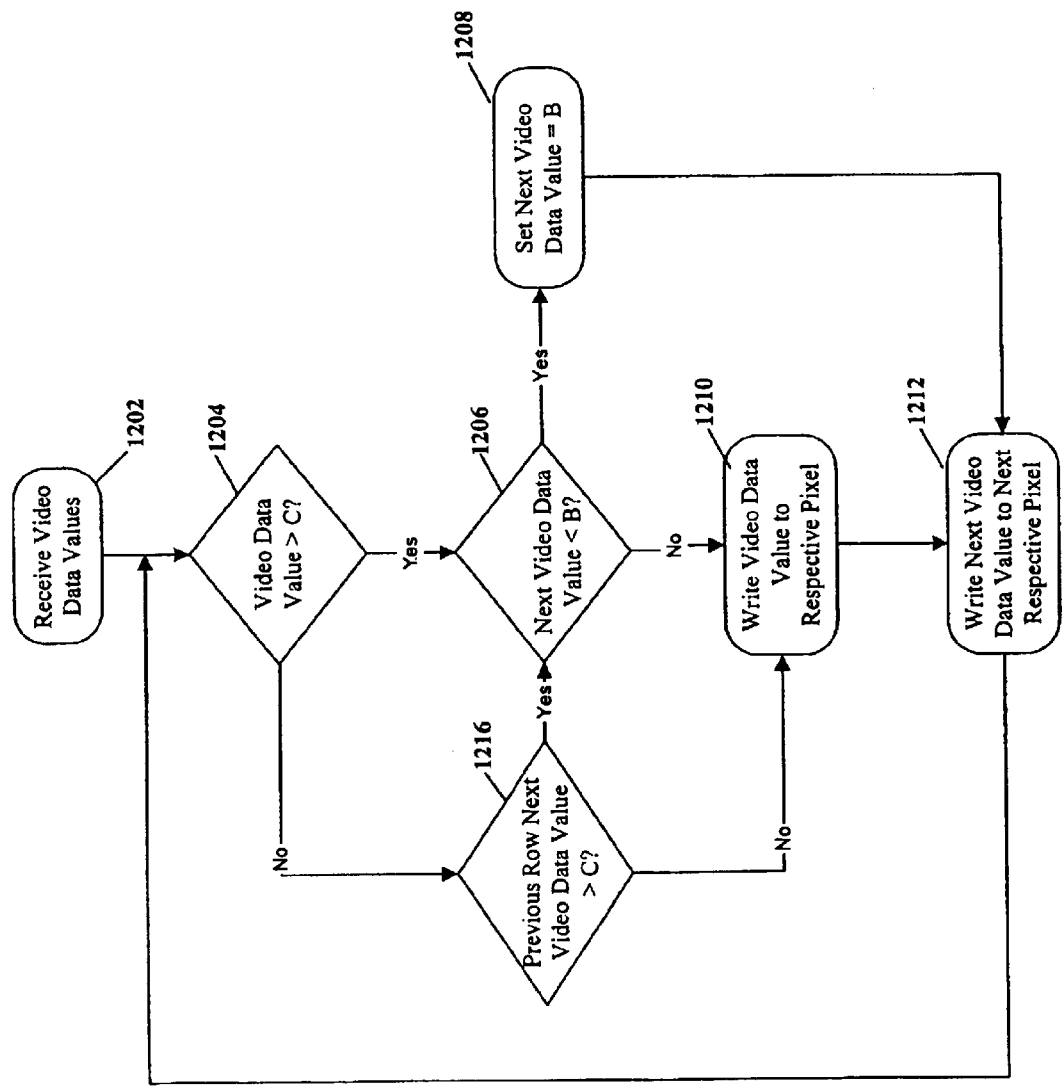 Receive Video
Data Values
1202
Video Data
Value > C?
1204
No
Yes
Previous Row Next
Video Data Value
> C?
1216
Yes
No
Next Video Data
Value < B?
1206
Yes
No
Set Next Video
Data Value = B
1208
Write Video Data
Value to
Respective Pixel
1210
Write Next Video
Data Value to Next
Respective Pixel
1212